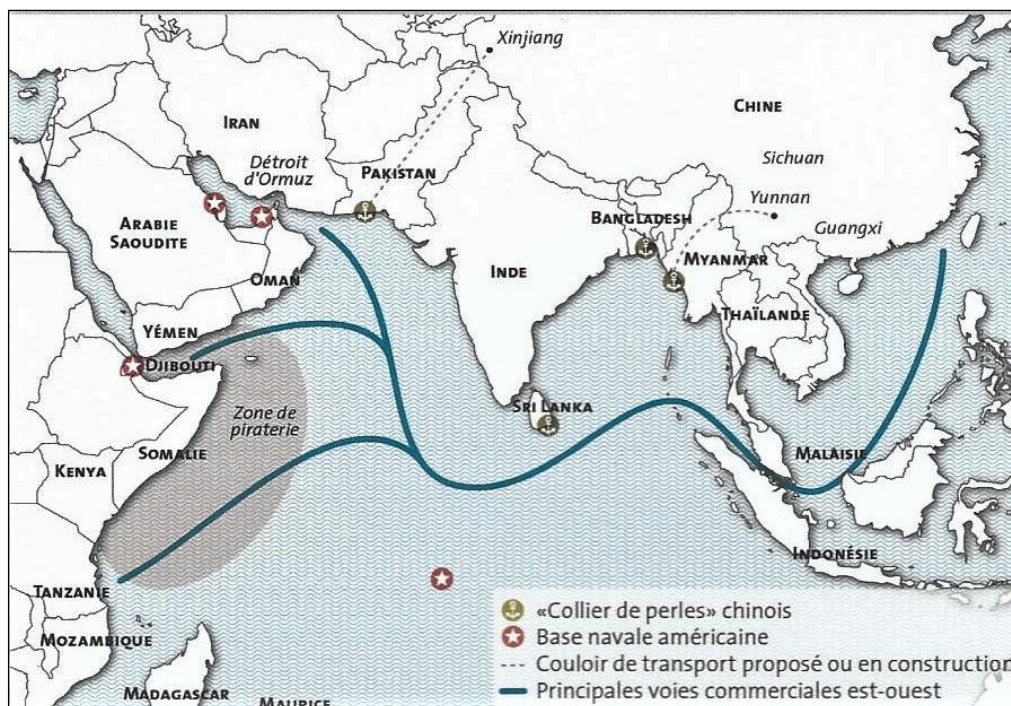 Xinjiang
CHINE
IRAN
Détroit
d'Ormuz
PAKISTAN
Sichuan
Yunnan
BANGLADESH
Guangxi
ARABIE
SAOUDITE
MYANMAR
INDE
OMAN
THAÏLANDE
YÉMEN
DJIBOUTI
SRI LANKA
Zone de
piraterie
SOMALIE
MALAISIE
KENYA
INDONÉSIE
TANZANIE
MOZAMBIQUE
MADAGASCAR
MAURICE
«Collier de perles» chinois
Base navale américaine
Couloir de transport proposé ou en construction
Principales voies commerciales est-ouest